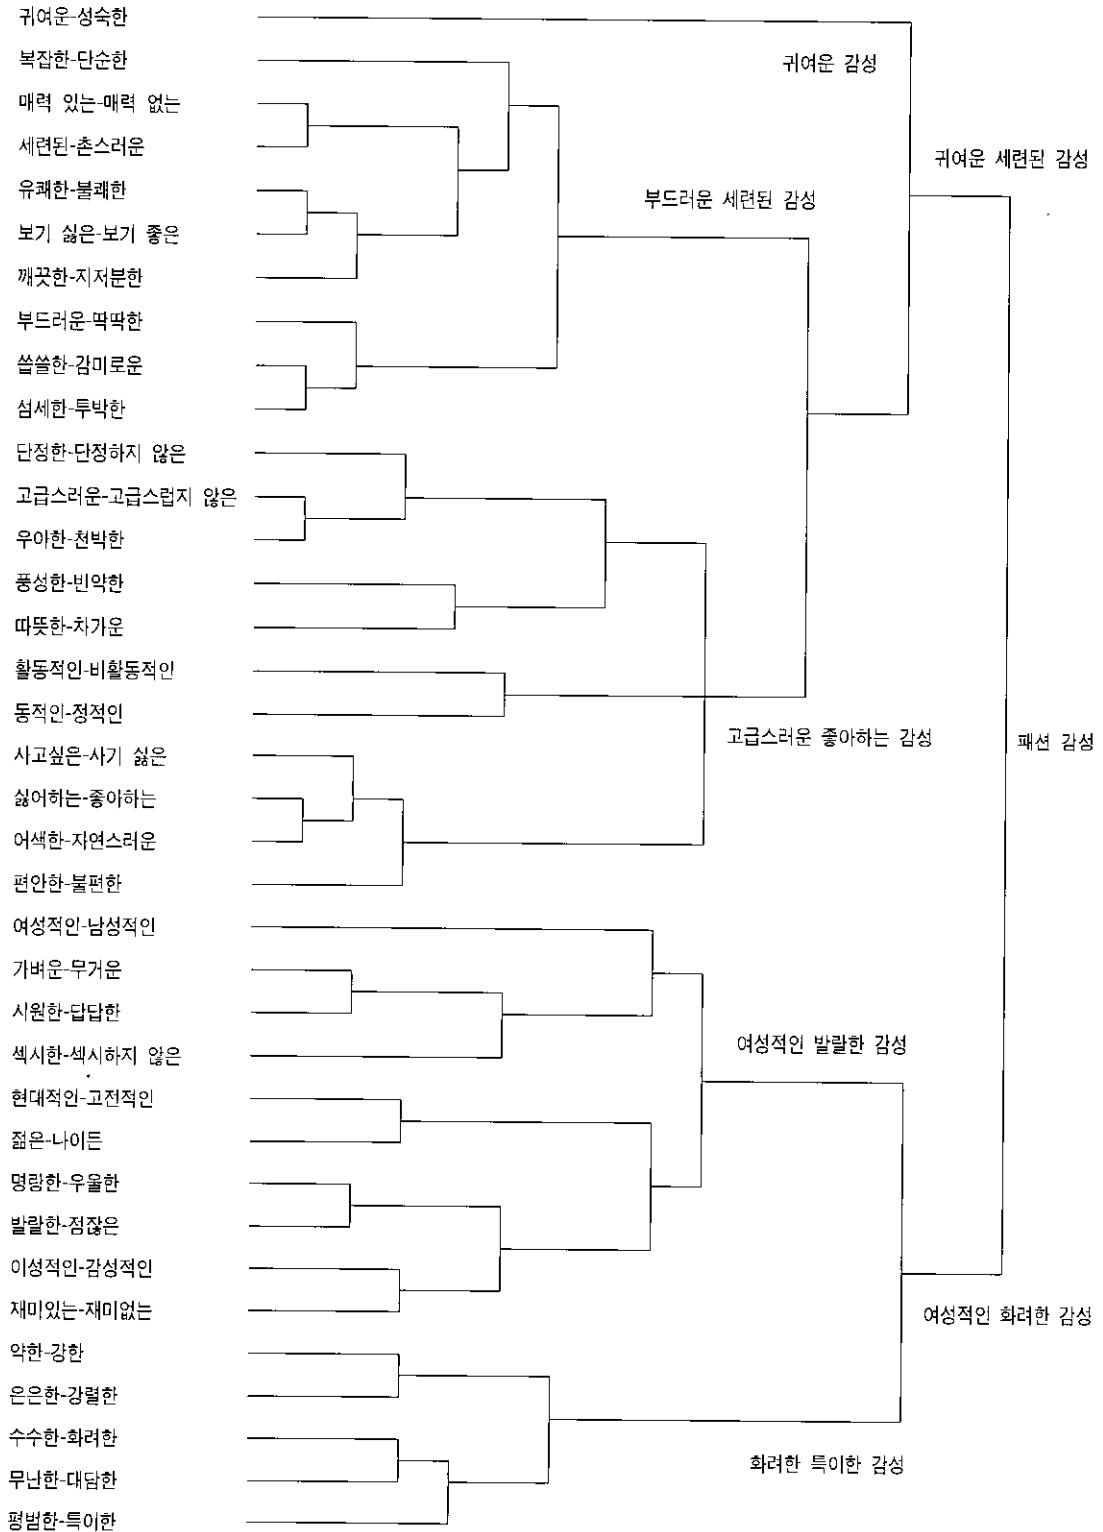 귀여운-성숙한
복잡한-단순한
귀여운 감성
매력 있는-매력 없는
세련된-촌스러운
귀여운 세련된 감성
유쾌한-불쾌한
부드러운 세련된 감성
보기 싫은-보기 좋은
깨끗한-지저분한
부드러운-딱딱한
씁쓸한-감미로운
섬세한-투박한
단정한-단정하지 않은
고급스러운-고급스럽지 않은
우아한-천박한
풍성한-빈약한
따뜻한-차가운
활동적인-비활동적인
동적인-정적인
고급스러운 좋아하는 감성
패션 감성
사고싶은-사기 싫은
싫어하는-좋아하는
어색한-자연스러운
편안한-불편한
여성적인-남성적인
가벼운-무거운
시원한-답답한
여성적인 발랄한 감성
섹시한-섹시하지 않은
현대적인-고전적인
젊은-나이든
명랑한-우울한
발랄한-점잖은
이성적인-감성적인
재미있는-재미없는
여성적인 화려한 감성
약한-강한
은은한-강렬한
수수한-화려한
화려한 특이한 감성
무난한-대담한
평범한-특이한